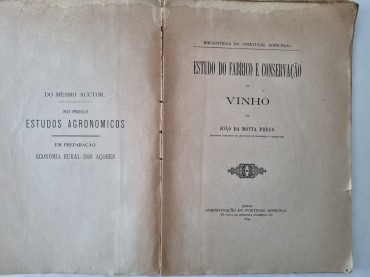 DO MESMO AUCTOR
NO PRELO
ESTUDOS AGRONOMICOS
EM PREPARAÇÃO
ECONOMIA RURAL DOS AÇORES
BIBLIOTHECA DO «PORTUGAL AGRICOLA»
ESTUDO DO FABRICO E CONSERVAÇÃO
DO
VINHO
POR
JOÃO DA MOTTA PREGO
LISBOA
ADMINISTRAÇÃO DO «PORTUGAL AGRICOLA»